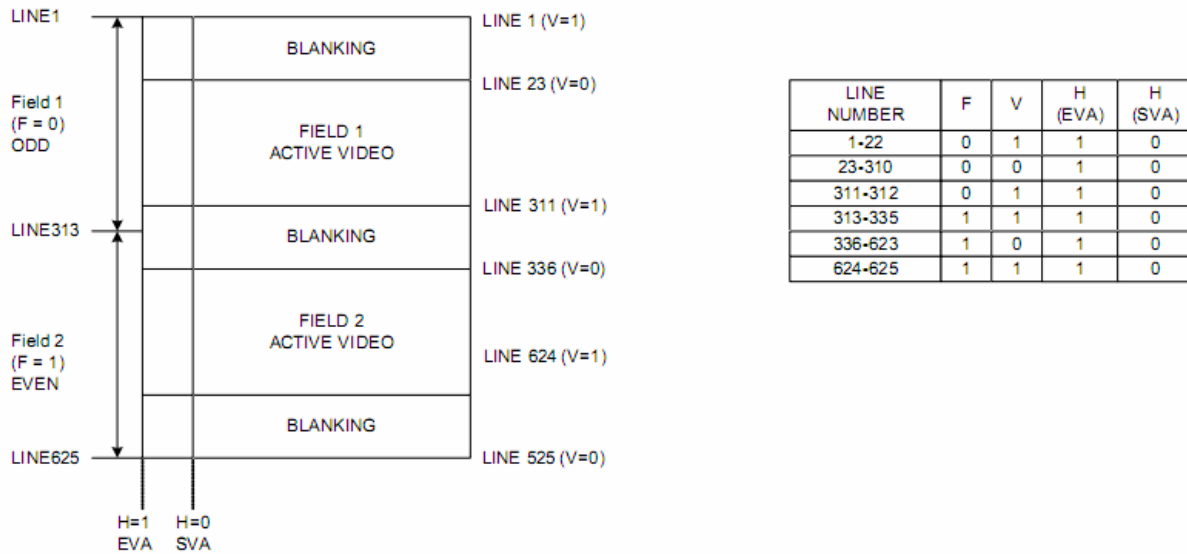 LINE1
LINE 1 (V=1)
BLANKING
LINE 23 (V=0)
Field 1
(F = 0)
ODD
FIELD 1
ACTIVE VIDEO
LINE 311 (V=1)
LINE313
BLANKING
LINE 336 (V=0)
FIELD 2
ACTIVE VIDEO
Field 2
(F = 1)
EVEN
LINE 624 (V=1)
BLANKING
LINE625
LINE 525 (V=0)
H=1 H=0
EVA SVA
LINE NUMBER F V H (EVA) H (SVA)
1-22 0 1 1 0
23-310 0 0 1 0
311-312 0 1 1 0
313-335 1 1 1 0
336-623 1 0 1 0
624-625 1 1 1 0